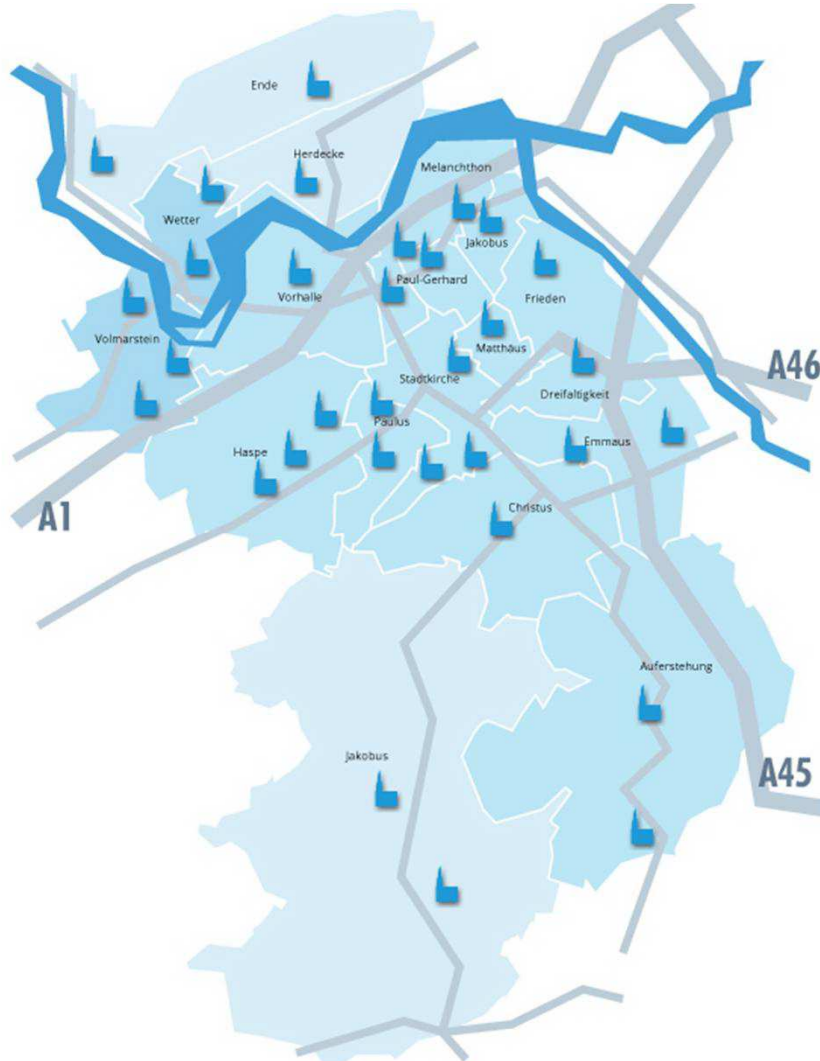 Ende
Herdecke
Melanchthon
Wetter
Jakobus
Paul-Gerhard
Vorhalle
Frieden
Volmarstein
Matthäus
A46
Stadtkirche
Dreifaltigkeit
Paulus
Emmaus
Haspe
Christus
A1
Auferstehung
Jakobus
A45